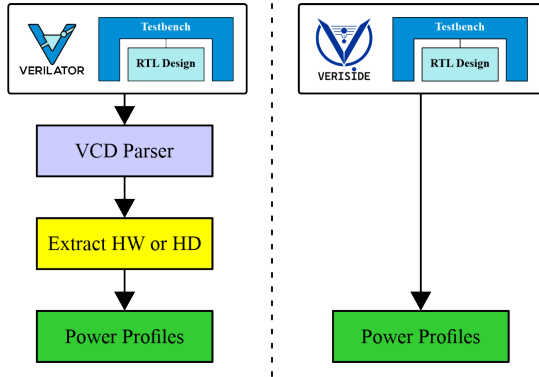 Testbench
RTL Design
VERILATOR
VCD Parser
Extract HW or HD
Power Profiles
Testbench
RTL Design
VERISIDE
Power Profiles